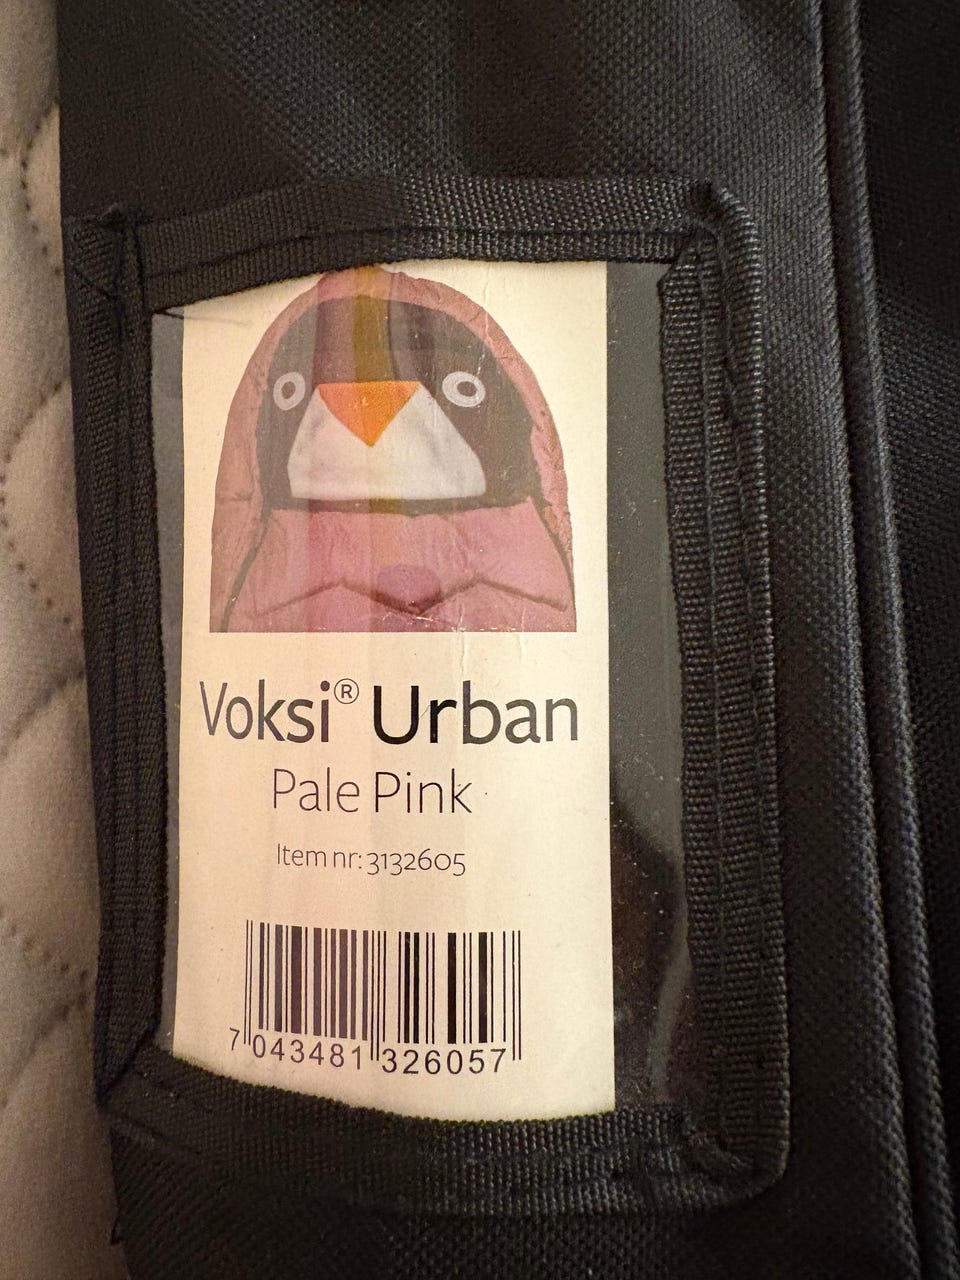 Voksi® Urban
Pale Pink
Item nr: 3132605
7 043481 326057